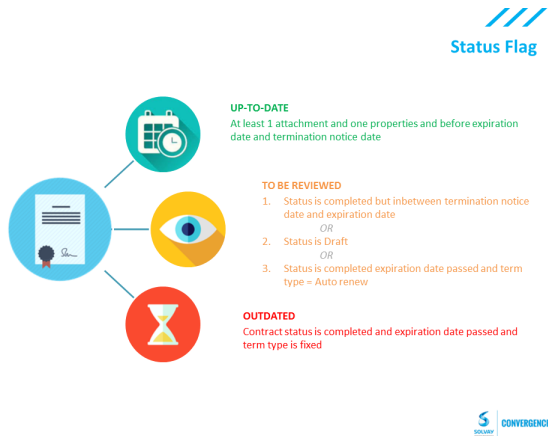 Status Flag
UP-TO-DATE
At least 1 attachment and one properties and before expiration
date and termination notice date
TO BE REVIEWED
1. Status is completed but inbetween termination notice
date and expiration date
OR
2. Status is Draft
OR
3. Status is completed expiration date passed and term
type = Auto renew
OUTDATED
Contract status is completed and expiration date passed and
term type is fixed
SOLVAY
CONVERGENC